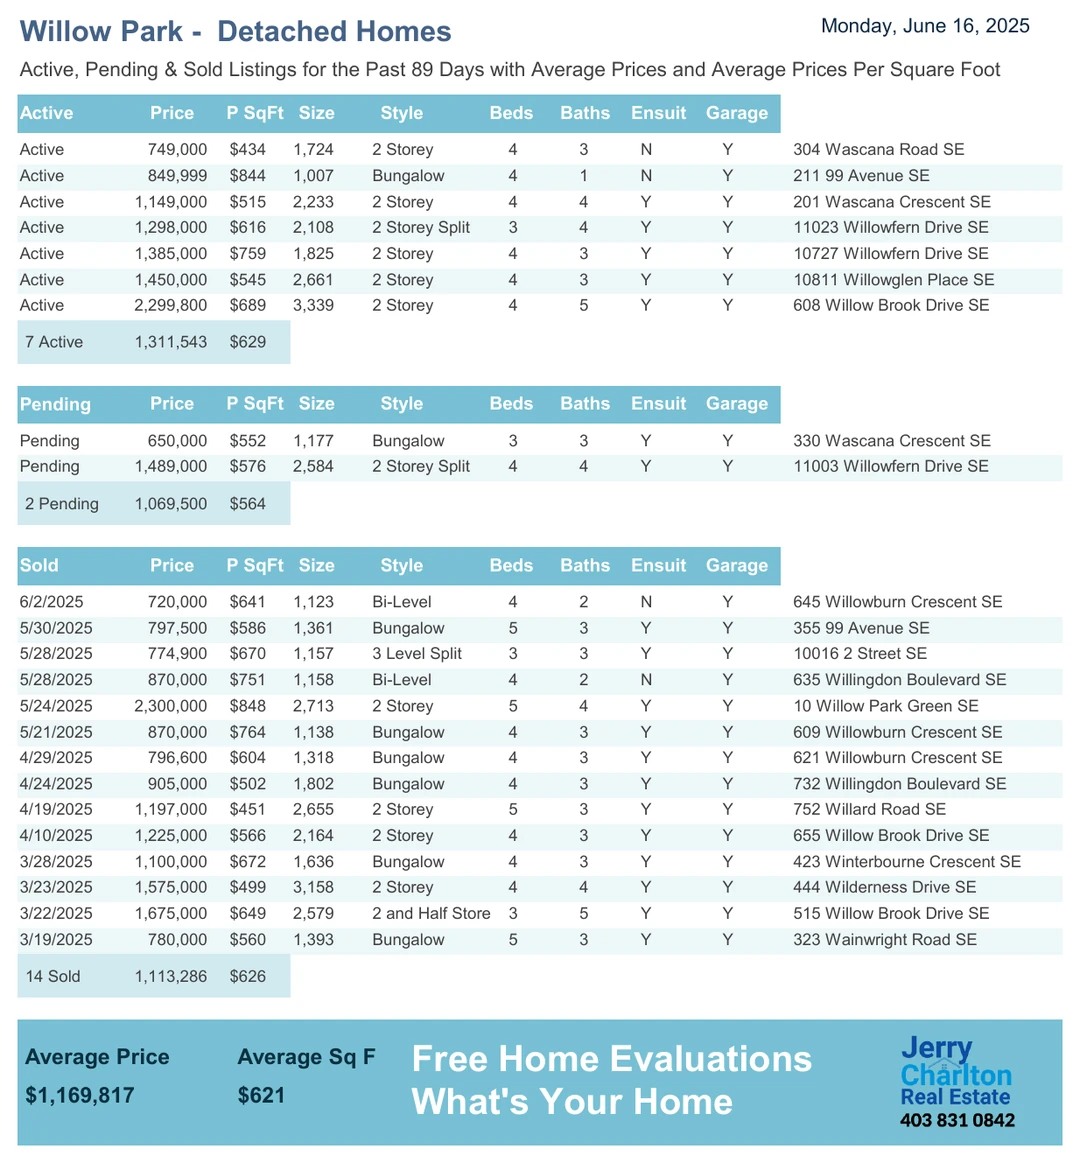 Willow Park - Detached Homes
Monday, June 16, 2025
Active, Pending & Sold Listings for the Past 89 Days with Average Prices and Average Prices Per Square Foot
Active Price P SqFt Size Style Beds Baths Ensuit Garage
Active 749,000 $434 1,724 2 Storey 4 3 N Y 304 Wascana Road SE
Active 849,999 $844 1,007 Bungalow 4 1 N Y 211 99 Avenue SE
Active 1,149,000 $515 2,233 2 Storey 4 4 Y Y 201 Wascana Crescent SE
Active 1,298,000 $616 2,108 2 Storey Split 3 4 Y Y 11023 Willowfern Drive SE
Active 1,385,000 $759 1,825 2 Storey 4 3 Y Y 10727 Willowfern Drive SE
Active 1,450,000 $545 2,661 2 Storey 4 3 Y Y 10811 Willowglen Place SE
Active 2,299,800 $689 3,339 2 Storey 4 5 Y Y 608 Willow Brook Drive SE
7 Active 1,311,543 $629
Pending Price P SqFt Size Style Beds Baths Ensuit Garage
Pending 650,000 $552 1,177 Bungalow 3 3 Y Y 330 Wascana Crescent SE
Pending 1,489,000 $576 2,584 2 Storey Split 4 4 Y Y 11003 Willowfern Drive SE
2 Pending 1,069,500 $564
Sold Price P SqFt Size Style Beds Baths Ensuit Garage
6/2/2025 720,000 $641 1,123 Bi-Level 4 2 N Y 645 Willowburn Crescent SE
5/30/2025 797,500 $586 1,361 Bungalow 5 3 Y Y 355 99 Avenue SE
5/28/2025 774,900 $670 1,157 3 Level Split 3 3 Y Y 10016 2 Street SE
5/28/2025 870,000 $751 1,158 Bi-Level 4 2 N Y 635 Willingdon Boulevard SE
5/24/2025 2,300,000 $848 2,713 2 Storey 5 4 Y Y 10 Willow Park Green SE
5/21/2025 870,000 $764 1,138 Bungalow 4 3 Y Y 609 Willowburn Crescent SE
4/29/2025 796,600 $604 1,318 Bungalow 4 3 Y Y 621 Willowburn Crescent SE
4/24/2025 905,000 $502 1,802 Bungalow 4 3 Y Y 732 Willingdon Boulevard SE
4/19/2025 1,197,000 $451 2,655 2 Storey 5 3 Y Y 752 Willard Road SE
4/10/2025 1,225,000 $566 2,164 2 Storey 4 3 Y Y 655 Willow Brook Drive SE
3/28/2025 1,100,000 $672 1,636 Bungalow 4 3 Y Y 423 Winterbourne Crescent SE
3/23/2025 1,575,000 $499 3,158 2 Storey 4 4 Y Y 444 Wilderness Drive SE
3/22/2025 1,675,000 $649 2,579 2 and Half Store 3 5 Y Y 515 Willow Brook Drive SE
3/19/2025 780,000 $560 1,393 Bungalow 5 3 Y Y 323 Wainwright Road SE
14 Sold 1,113,286 $626
Average Price Average Sq F
$1,169,817 $621
Free Home Evaluations
What's Your Home
Jerry
Charlton
Real Estate
403 831 0842